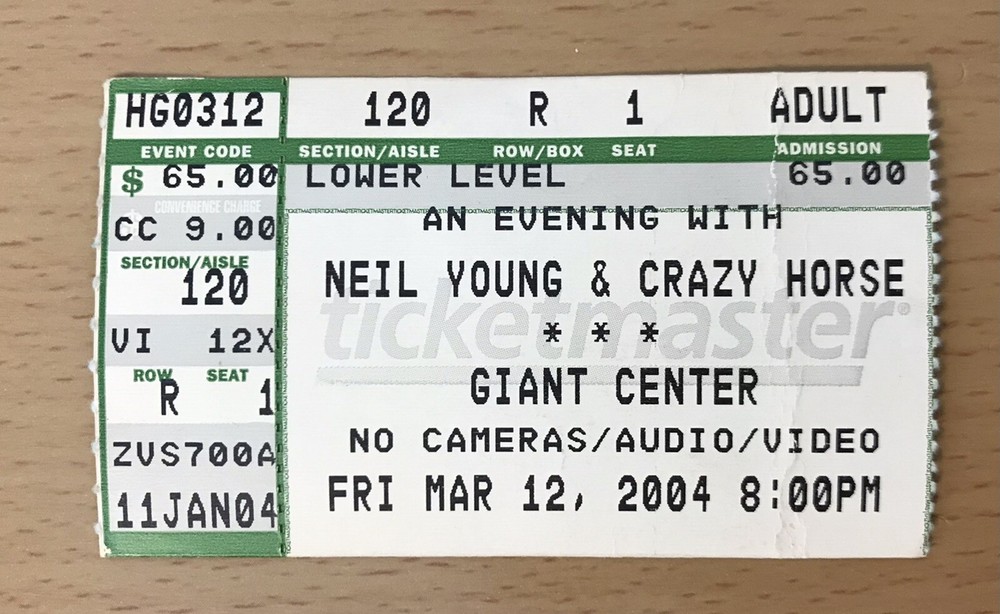 HG0312 120 R 1 ADULT
EVENT CODE SECTION/AISLE ROW/BOX SEAT ADMISSION
$ 65.00 LOWER LEVEL 65.00
CONVENIENCE CHARGE
CC 9.00
SECTION/AISLE
120
VI 12X
ROW SEAT
R 1
ZVS700A
11JAN04
AN EVENING WITH
NEIL YOUNG & CRAZY HORSE
ticketmaster®
* * *
GIANT CENTER
NO CAMERAS/AUDIO/VIDEO
FRI MAR 12, 2004 8:00PM